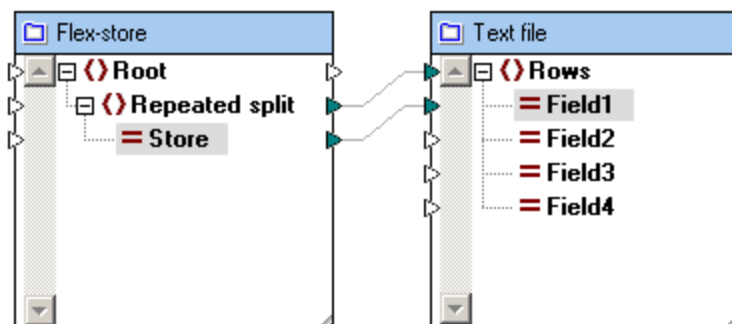 Flex-store
Root
Repeated split
Store
Text file
Rows
Field1
Field2
Field3
Field4